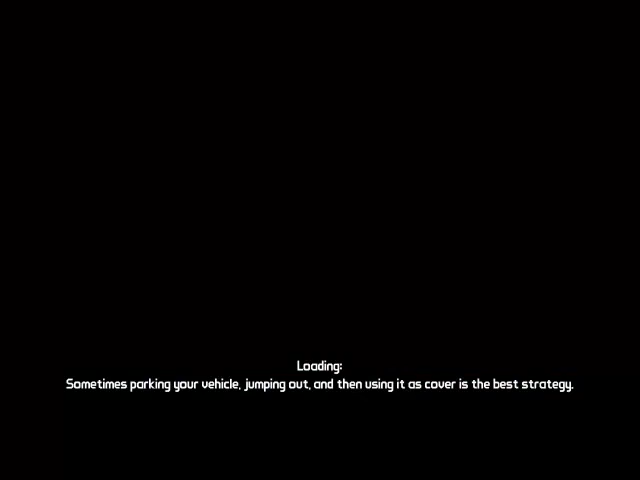 Loading:
Sometimes parking your vehicle, jumping out, and then using it as cover is the best strategy.